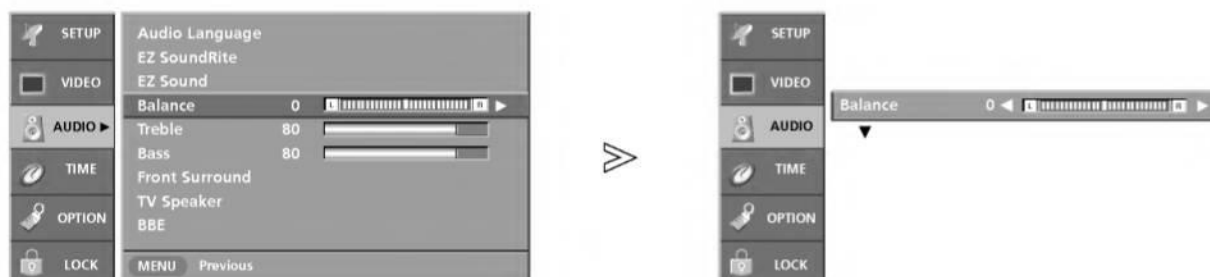 SETUP
VIDEO
AUDIO ►
TIME
OPTION
LOCK
Audio Language
EZ SoundRite
EZ Sound
Balance 0 L R ►
Treble 80
Bass 80
Front Surround
TV Speaker
BBE
MENU Previous
≫
SETUP
VIDEO
AUDIO
TIME
OPTION
LOCK
Balance 0 ◄ L R ►
▼